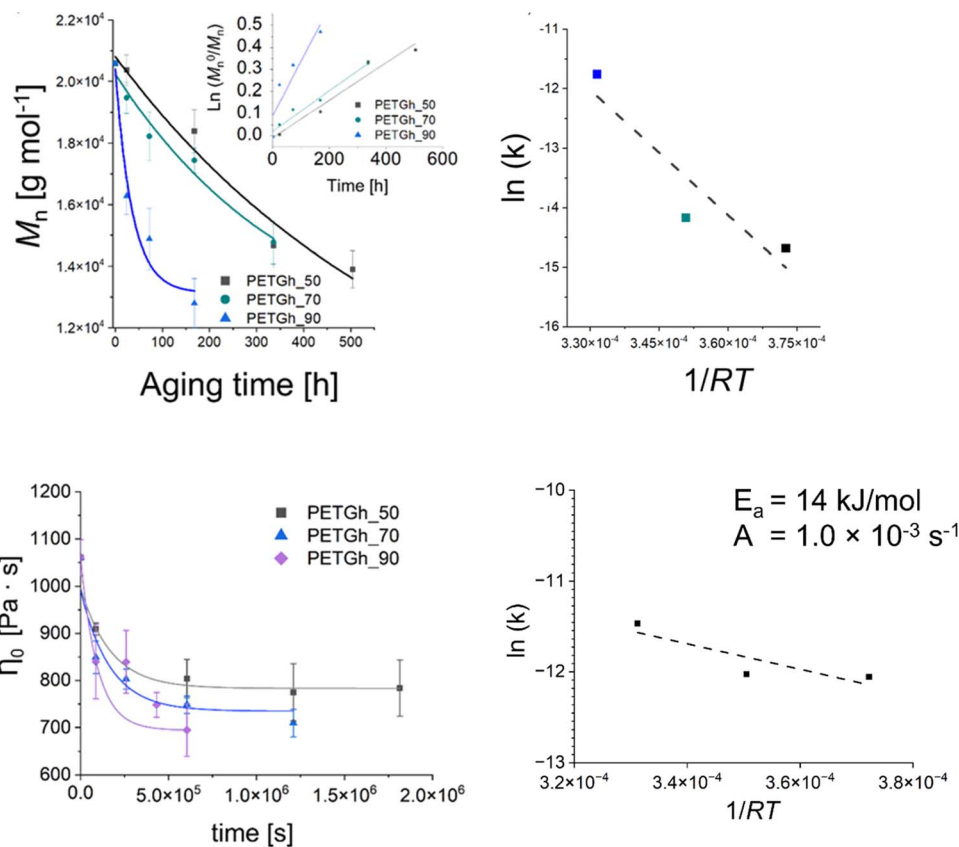 2.2×10⁴
2.0×10⁴
1.8×10⁴
1.6×10⁴
1.4×10⁴
1.2×10⁴
Mₙ [g mol⁻¹]
0 100 200 300 400 500
Aging time [h]
PETGh_50
PETGh_70
PETGh_90
0.5
0.4
0.3
0.2
0.1
0.0
Ln (Mₙ⁰/Mₙ)
PETGh_50
PETGh_70
PETGh_90
0 200 400 600
Time [h]
−11
−12
−13
−14
−15
−16
ln (k)
3.30×10⁻⁴ 3.45×10⁻⁴ 3.60×10⁻⁴ 3.75×10⁻⁴
1/RT
1200
1100
1000
900
800
700
600
η₀ [Pa · s]
PETGh_50
PETGh_70
PETGh_90
0.0 5.0×10⁵ 1.0×10⁶ 1.5×10⁶ 2.0×10⁶
time [s]
−10
−11
−12
−13
ln (k)
Eₐ = 14 kJ/mol
A = 1.0 × 10⁻³ s⁻¹
3.2×10⁻⁴ 3.4×10⁻⁴ 3.6×10⁻⁴ 3.8×10⁻⁴
1/RT